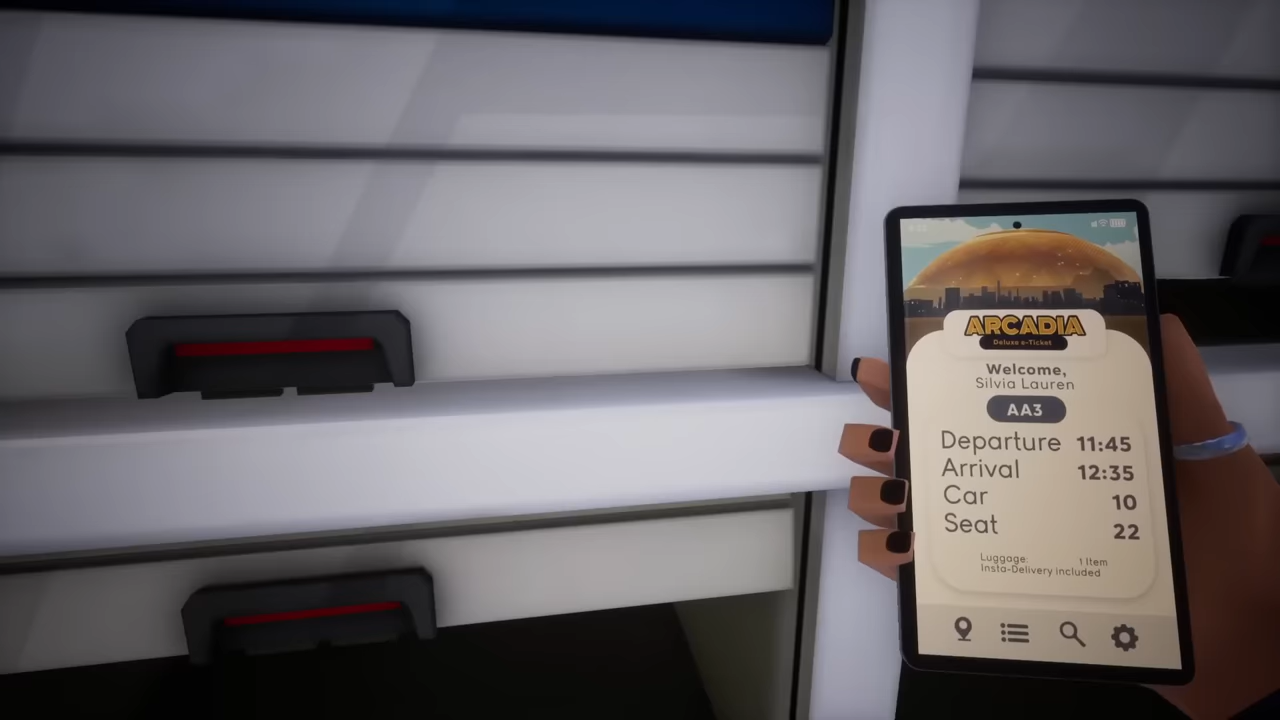 ARCADIA
Deluxe e-Ticket
Welcome,
Silvia Lauren
AA3
Departure 11:45
Arrival 12:35
Car 10
Seat 22
Luggage: 1 Item
Insta-Delivery included